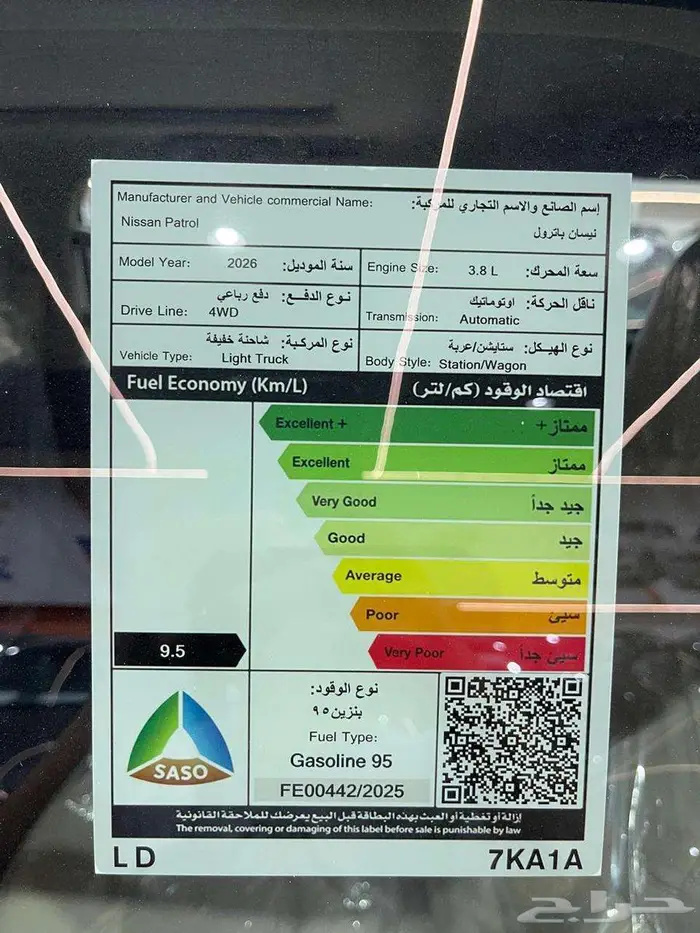 Manufacturer and Vehicle commercial Name: إسم الصانع والاسم التجاري للمركبة:
Nissan Patrol نيسان باترول
Model Year: 2026 سنة الموديل:
Engine Size: 3.8 L سعة المحرك:
نوع الدفـــع: دفع رباعي
Drive Line: 4WD
ناقل الحركة: اوتوماتيك
Transmission: Automatic
نوع المركبة: شاحنة خفيفة
Vehicle Type: Light Truck
نوع الهيكل: ستايشن/عربة
Body Style: Station/Wagon
Fuel Economy (Km/L) اقتصاد الوقود (كم/لتر)
Excellent + ممتاز +
Excellent ممتاز
Very Good جيد جداً
Good جيد
Average متوسط
Poor سيئ
9.5 Very Poor سيئ جداً
SASO
نوع الوقود:
بنزين ٩٥
Fuel Type:
Gasoline 95
FE00442/2025
إزالة أو تغطية أو العبث بهذه البطاقة قبل البيع يعرضك للملاحقة القانونية
The removal, covering or damaging of this label before sale is punishable by law
LD 7KA1A
حراج